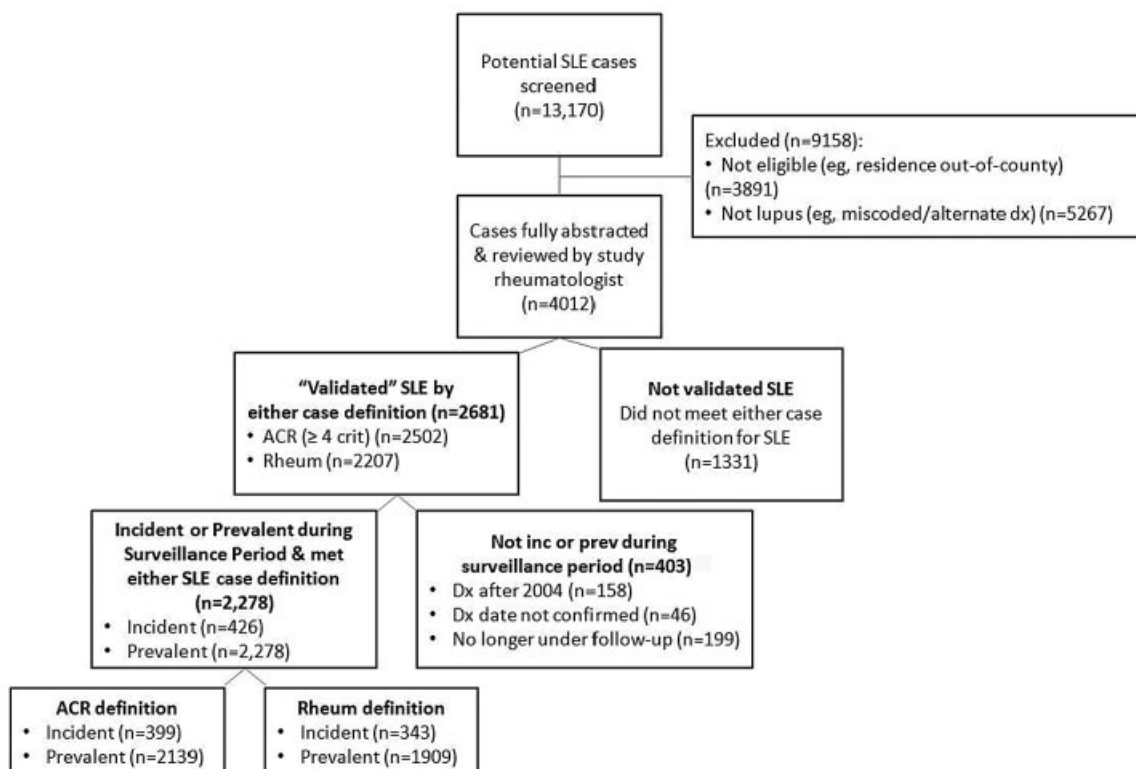 Potential SLE cases
screened
(n=13,170)
Excluded (n=9158):
• Not eligible (eg, residence out-of-county)
(n=3891)
• Not lupus (eg, miscoded/alternate dx) (n=5267)
Cases fully abstracted
& reviewed by study
rheumatologist
(n=4012)
“Validated” SLE by
either case definition (n=2681)
• ACR (≥ 4 crit) (n=2502)
• Rheum (n=2207)
Not validated SLE
Did not meet either case
definition for SLE
(n=1331)
Incident or Prevalent during
Surveillance Period & met
either SLE case definition
(n=2,278)
• Incident (n=426)
• Prevalent (n=2,278)
Not inc or prev during
surveillance period (n=403)
• Dx after 2004 (n=158)
• Dx date not confirmed (n=46)
• No longer under follow-up (n=199)
ACR definition
• Incident (n=399)
• Prevalent (n=2139)
Rheum definition
• Incident (n=343)
• Prevalent (n=1909)